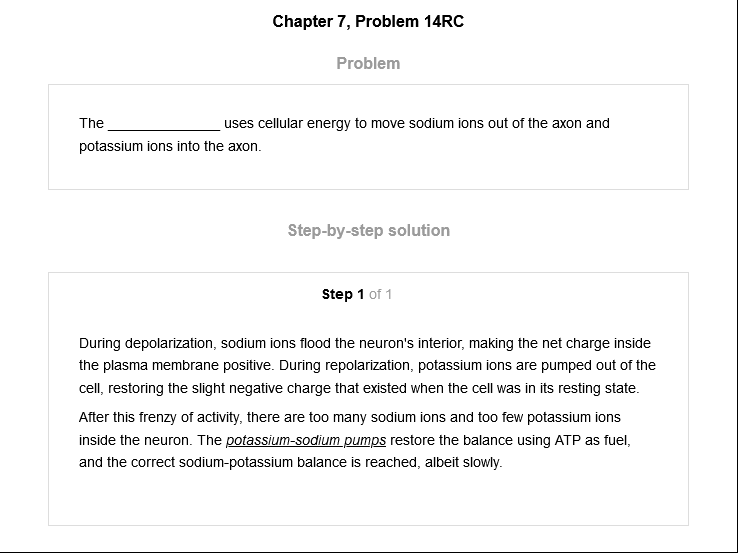 Chapter 7, Problem 14RC
Problem
The _______________ uses cellular energy to move sodium ions out of the axon and
potassium ions into the axon.
Step-by-step solution
Step 1 of 1
During depolarization, sodium ions flood the neuron's interior, making the net charge inside
the plasma membrane positive. During repolarization, potassium ions are pumped out of the
cell, restoring the slight negative charge that existed when the cell was in its resting state.
After this frenzy of activity, there are too many sodium ions and too few potassium ions
inside the neuron. The potassium-sodium pumps restore the balance using ATP as fuel,
and the correct sodium-potassium balance is reached, albeit slowly.